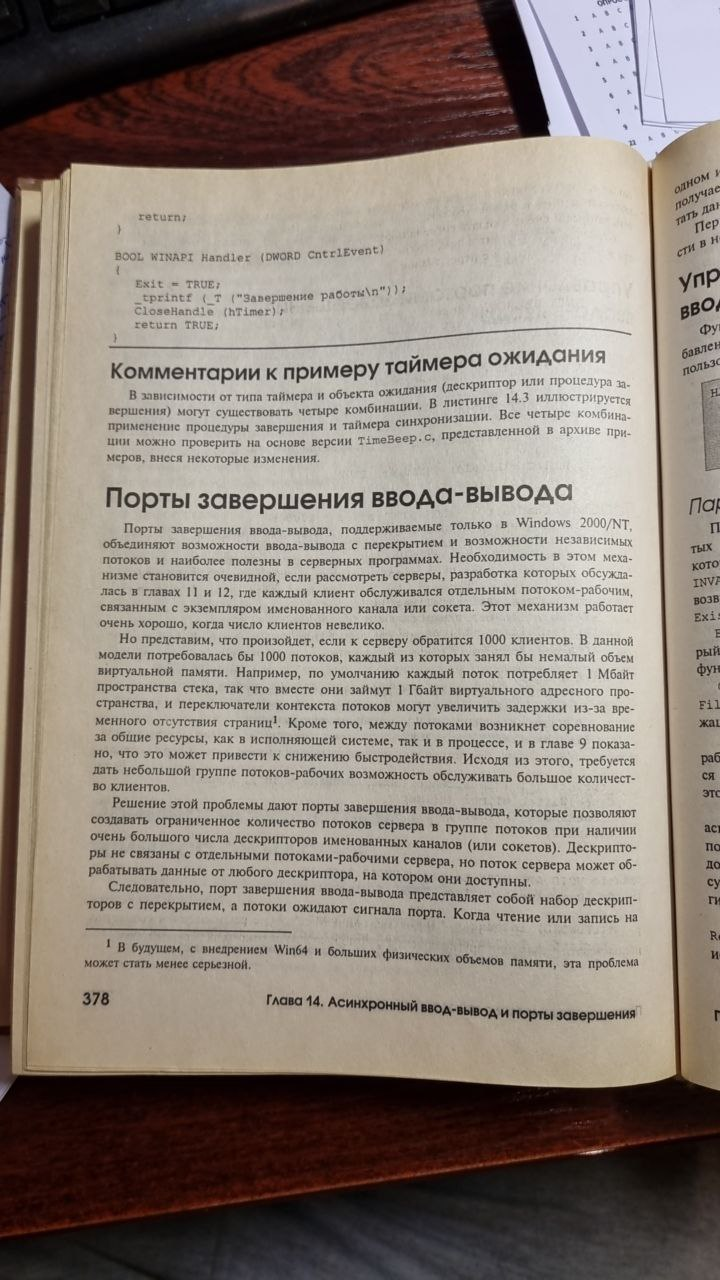 return;
}
BOOL WINAPI Handler (DWORD CntrlEvent)
{
Exit = TRUE;
_tprintf (_T ("Завершение работы\n"));
CloseHandle (hTimer);
return TRUE;
}
Комментарии к примеру таймера ожидания
В зависимости от типа таймера и объекта ожидания (дескриптор или процедура за-
вершения) могут существовать четыре комбинации. В листинге 14.3 иллюстрируется
применение процедуры завершения и таймера синхронизации. Все четыре комбина-
ции можно проверить на основе версии TimeBeep.c, представленной в архиве при-
меров, внеся некоторые изменения.
Порты завершения ввода-вывода
Порты завершения ввода-вывода, поддерживаемые только в Windows 2000/NT,
объединяют возможности ввода-вывода с перекрытием и возможности независимых
потоков и наиболее полезны в серверных программах. Необходимость в этом меха-
низме становится очевидной, если рассмотреть серверы, разработка которых обсужда-
лась в главах 11 и 12, где каждый клиент обслуживался отдельным потоком-рабочим,
связанным с экземпляром именованного канала или сокета. Этот механизм работает
очень хорошо, когда число клиентов невелико.
Но представим, что произойдет, если к серверу обратится 1000 клиентов. В данной
модели потребовалась бы 1000 потоков, каждый из которых занял бы немалый объем
виртуальной памяти. Например, по умолчанию каждый поток потребляет 1 Мбайт
пространства стека, так что вместе они займут 1 Гбайт виртуального адресного про-
странства, и переключатели контекста потоков могут увеличить задержки из-за вре-
менного отсутствия страниц¹. Кроме того, между потоками возникнет соревнование
за общие ресурсы, как в исполняющей системе, так и в процессе, и в главе 9 показа-
но, что это может привести к снижению быстродействия. Исходя из этого, требуется
дать небольшой группе потоков-рабочих возможность обслуживать большое количест-
во клиентов.
Решение этой проблемы дают порты завершения ввода-вывода, которые позволяют
создавать ограниченное количество потоков сервера в группе потоков при наличии
очень большого числа дескрипторов именованных каналов (или сокетов). Дескрипто-
ры не связаны с отдельными потоками-рабочими сервера, но поток сервера может об-
рабатывать данные от любого дескриптора, на котором они доступны.
Следовательно, порт завершения ввода-вывода представляет собой набор дескрип-
торов с перекрытием, а потоки ожидают сигнала порта. Когда чтение или запись на
¹ В будущем, с внедрением Win64 и больших физических объемов памяти, эта проблема
может стать менее серьезной.
378 Глава 14. Асинхронный ввод-вывод и порты завершения